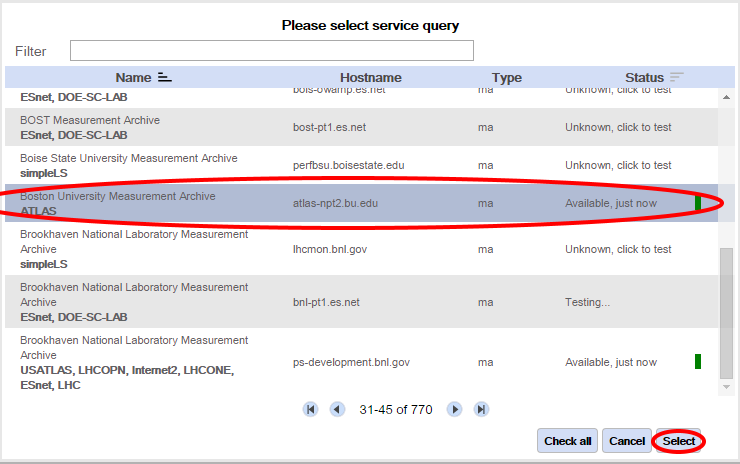 Please select service query
Filter
Name Hostname Type Status
bois-owamp.es.net ma Unknown, click to test
ESnet, DOE-SC-LAB
BOST Measurement Archive
ESnet, DOE-SC-LAB
bost-pt1.es.net ma Unknown, click to test
Boise State University Measurement Archive
simpleLS
perfbsu.boisestate.edu ma Unknown, click to test
Boston University Measurement Archive
ATLAS
atlas-npt2.bu.edu ma Available, just now
Brookhaven National Laboratory Measurement
Archive
simpleLS
lhcmon.bnl.gov ma Unknown, click to test
Brookhaven National Laboratory Measurement
Archive
ESnet, DOE-SC-LAB
bnl-pt1.es.net ma Testing...
Brookhaven National Laboratory Measurement
Archive
USATLAS, LHCOPN, Internet2, LHCONE,
ESnet, LHC
ps-development.bnl.gov ma Available, just now
31-45 of 770
Check all Cancel Select